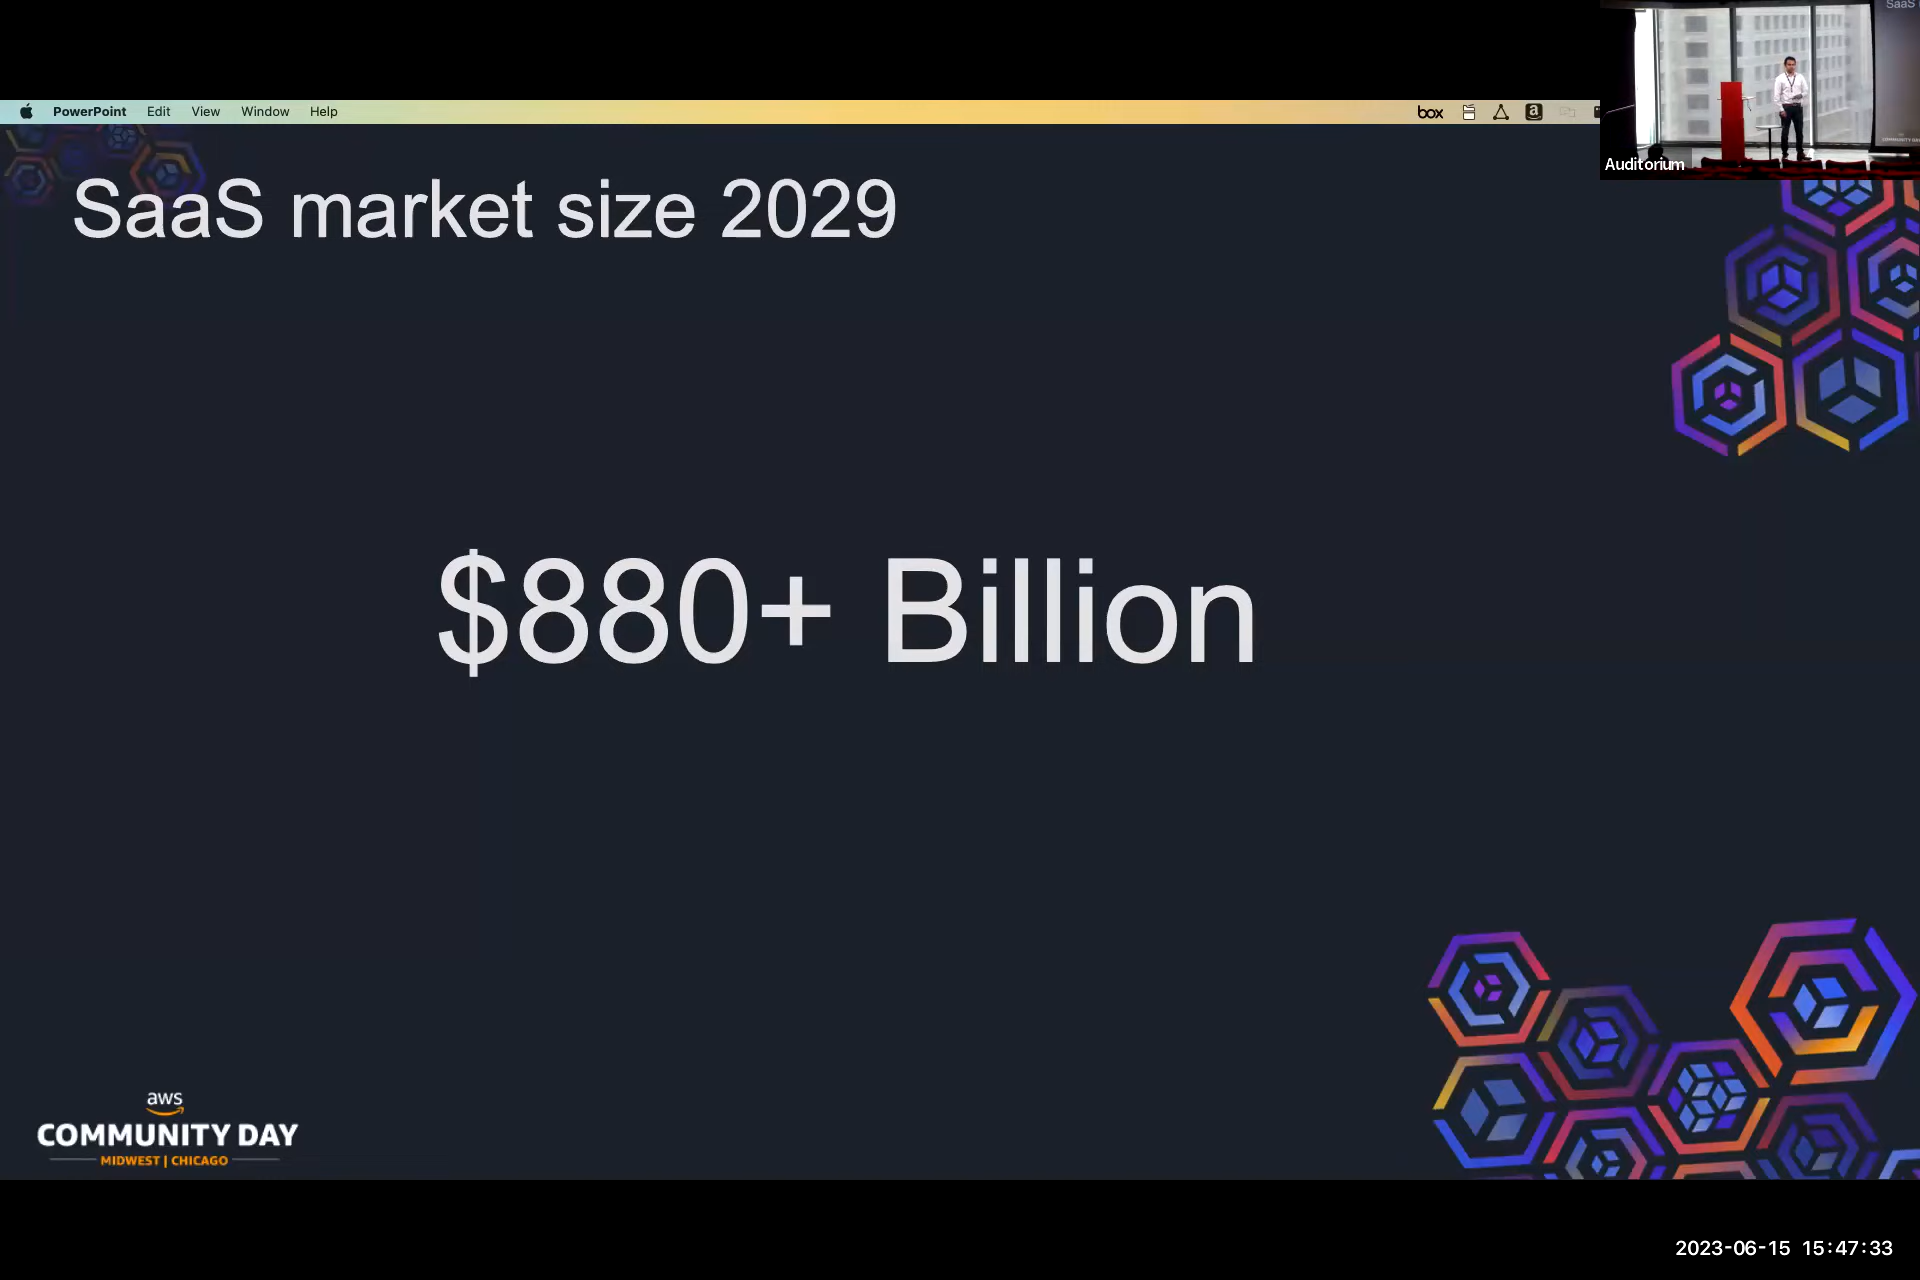 PowerPoint Edit View Window Help
box
a
SaaS
Auditorium
SaaS market size 2029
$880+ Billion
aws
COMMUNITY DAY
MIDWEST | CHICAGO
2023-06-15 15:47:33